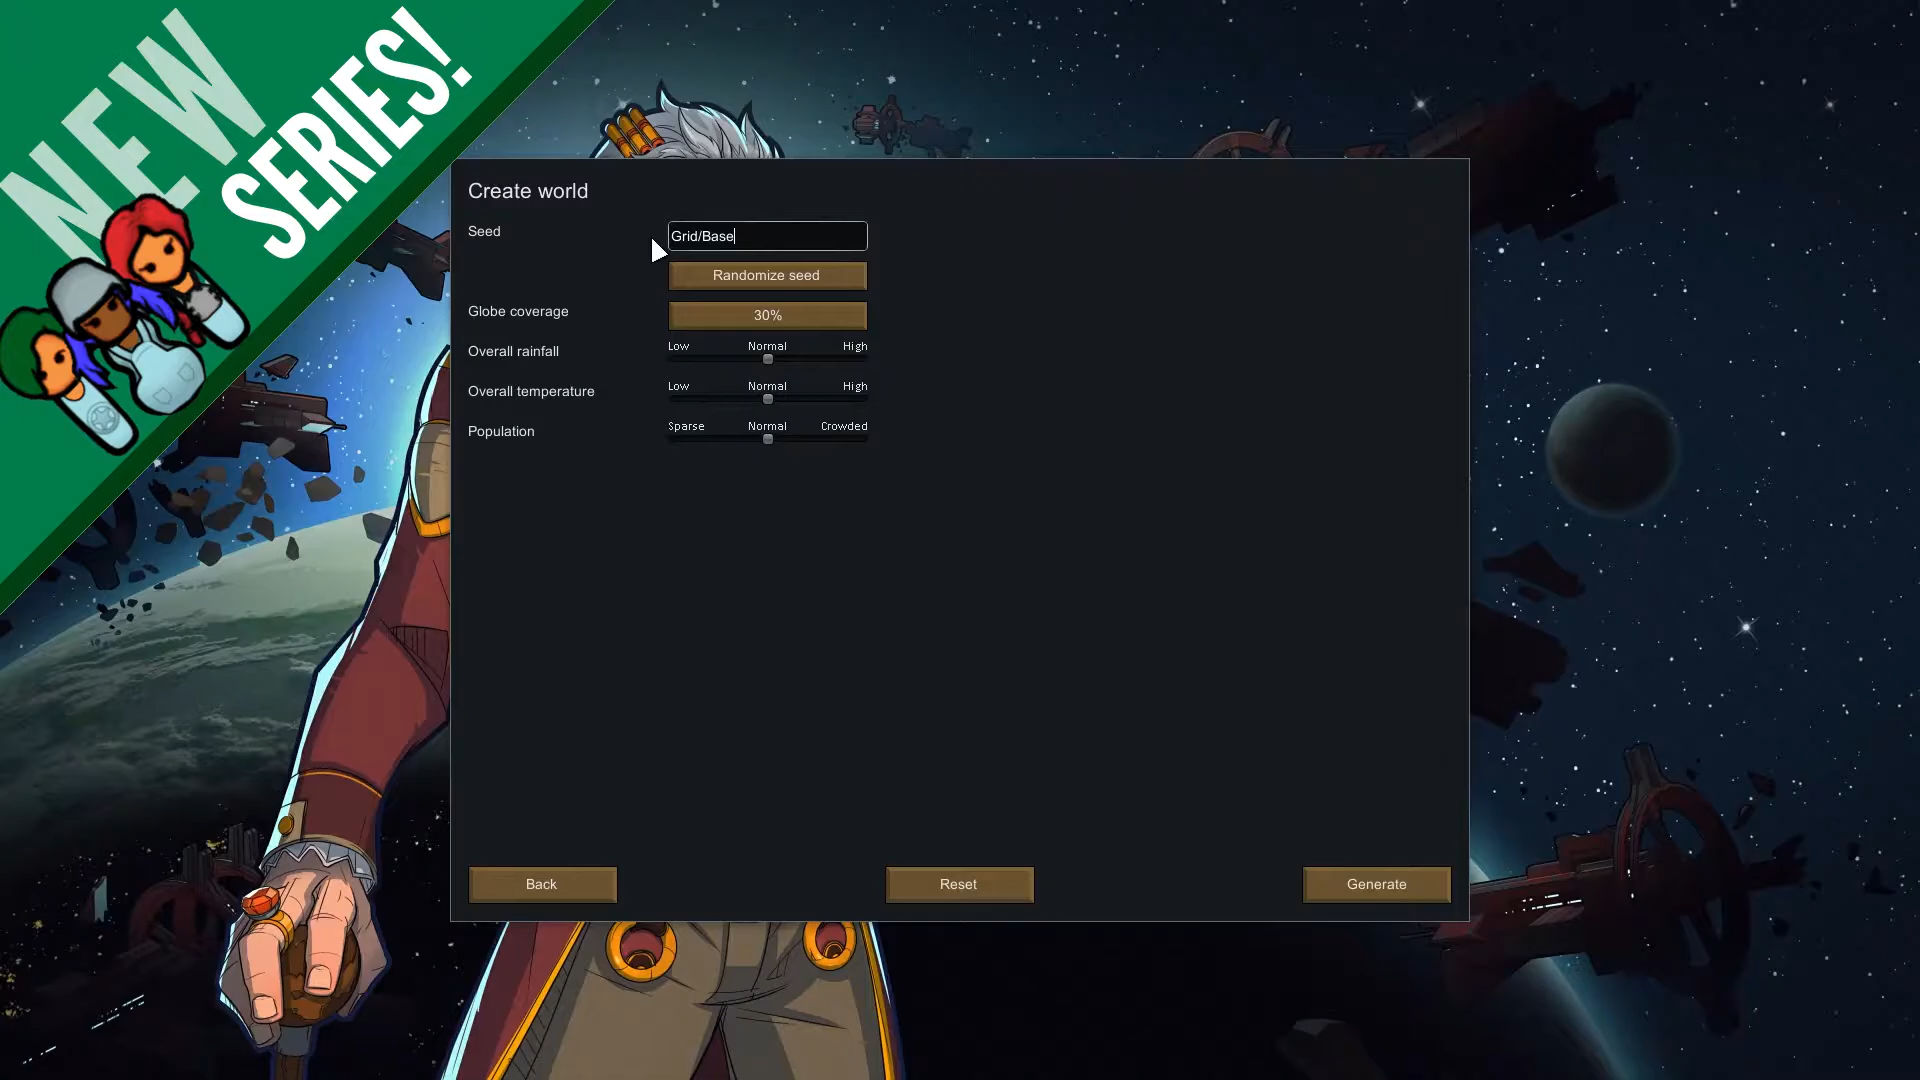 NEW
SERIES!
Create world
Seed
Grid/Base
Randomize seed
Globe coverage
30%
Overall rainfall
Low Normal High
Overall temperature
Low Normal High
Population
Sparse Normal Crowded
Back
Reset
Generate